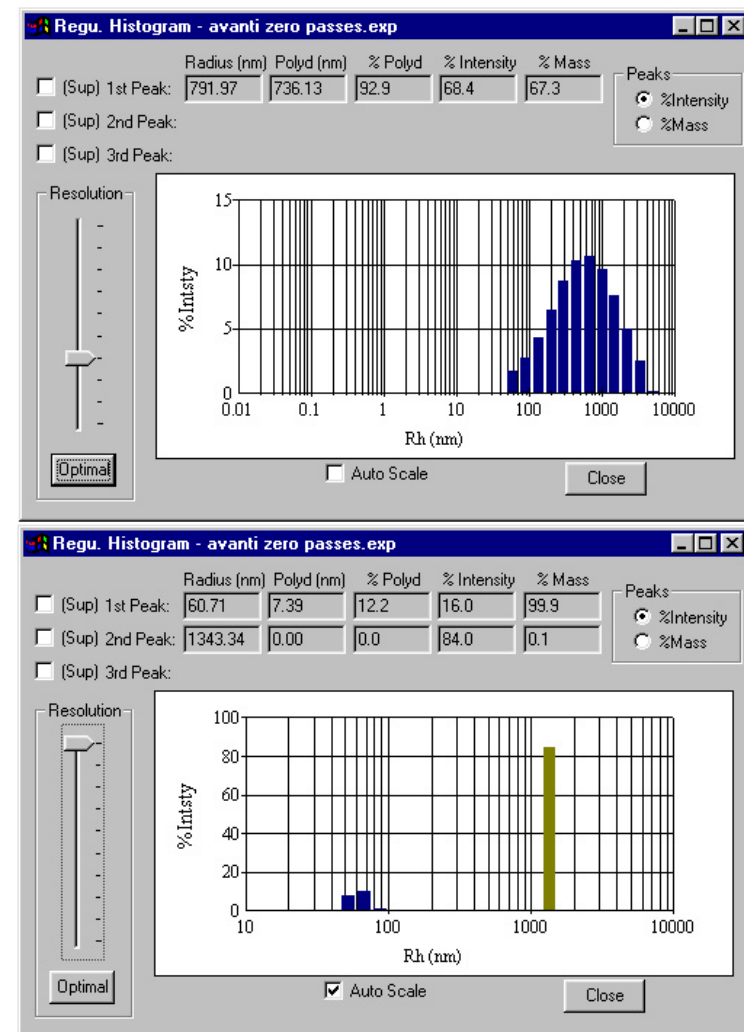 Regu. Histogram - avanti zero passes.exp
Radius (nm) Polyd (nm) % Polyd % Intensity % Mass
(Sup) 1st Peak: 791.97 736.13 92.9 68.4 67.3
(Sup) 2nd Peak:
(Sup) 3rd Peak:
Peaks
%Intensity
%Mass
Resolution
Optimal
%Intsty
15
10
5
0
0.01 0.1 1 10 100 1000 10000
Rh (nm)
Auto Scale
Close
Regu. Histogram - avanti zero passes.exp
Radius (nm) Polyd (nm) % Polyd % Intensity % Mass
(Sup) 1st Peak: 60.71 7.39 12.2 16.0 99.9
(Sup) 2nd Peak: 1343.34 0.00 0.0 84.0 0.1
(Sup) 3rd Peak:
Peaks
%Intensity
%Mass
Resolution
Optimal
%Intsty
100
80
60
40
20
0
10 100 1000 10000
Rh (nm)
Auto Scale
Close